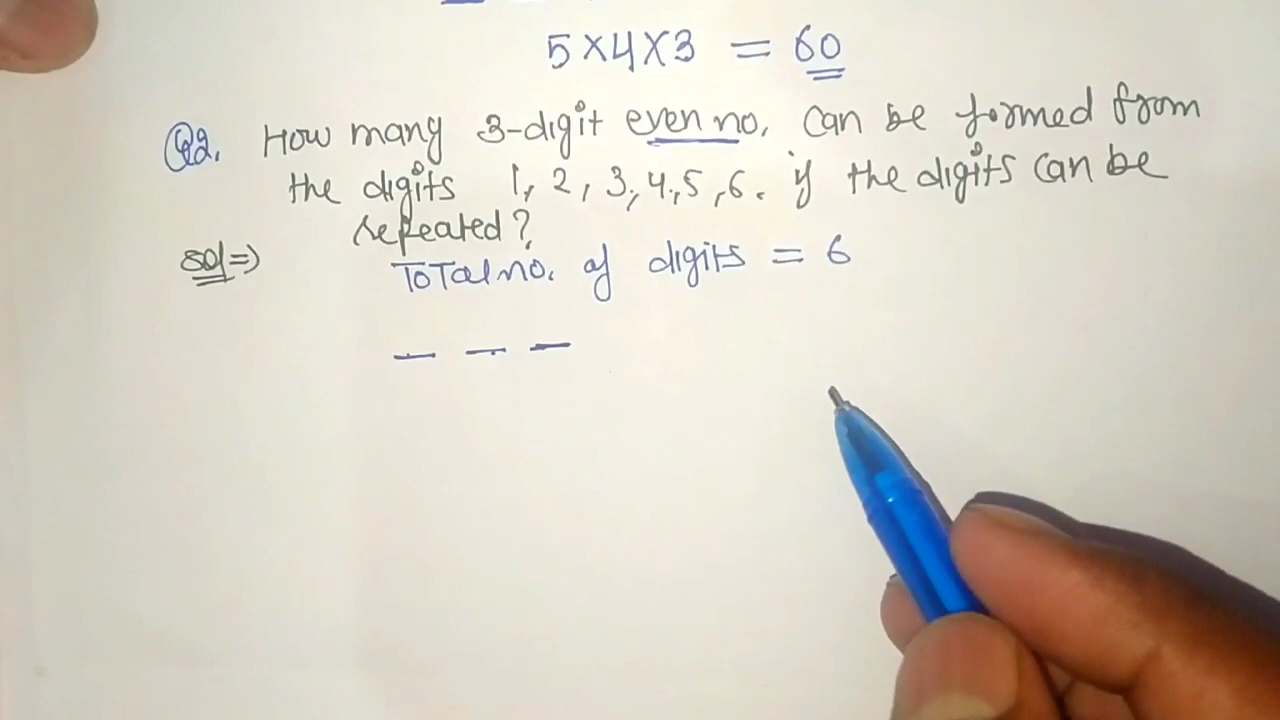 5×4×3 = 60
Q2. How many 3-digit even no. can be formed from
the digits 1, 2, 3, 4, 5, 6. if the digits can be
repeated?
Sol⇒ Total no. of digits = 6
_ _ _